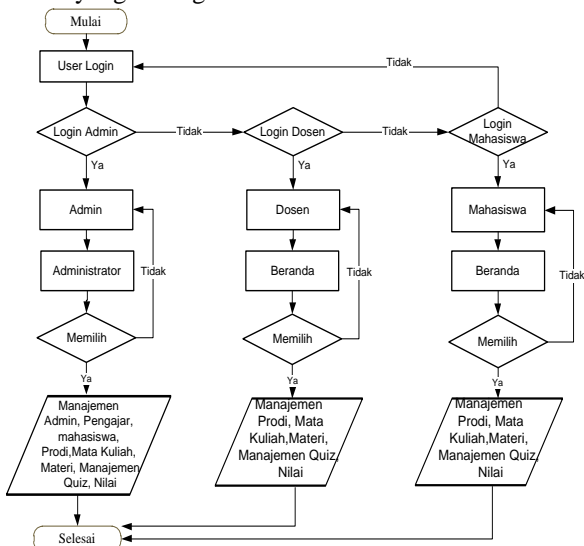 Mulai
User Login
Tidak
Login Admin
Tidak
Login Dosen
Tidak
Login
Mahasiswa
Ya
Ya
Ya
Admin
Dosen
Mahasiswa
Administrator
Tidak
Beranda
Tidak
Beranda
Tidak
Memilih
Memilih
Memilih
Ya
Ya
Ya
Manajemen
Admin, Pengajar,
mahasiswa,
Prodi,Mata Kuliah,
Materi, Manajemen
Quiz, Nilai
Manajemen
Prodi, Mata
Kuliah,Materi,
Manajemen Quiz,
Nilai
Manajemen
Prodi, Mata
Kuliah,Materi,
Manajemen Quiz,
Nilai
Selesai